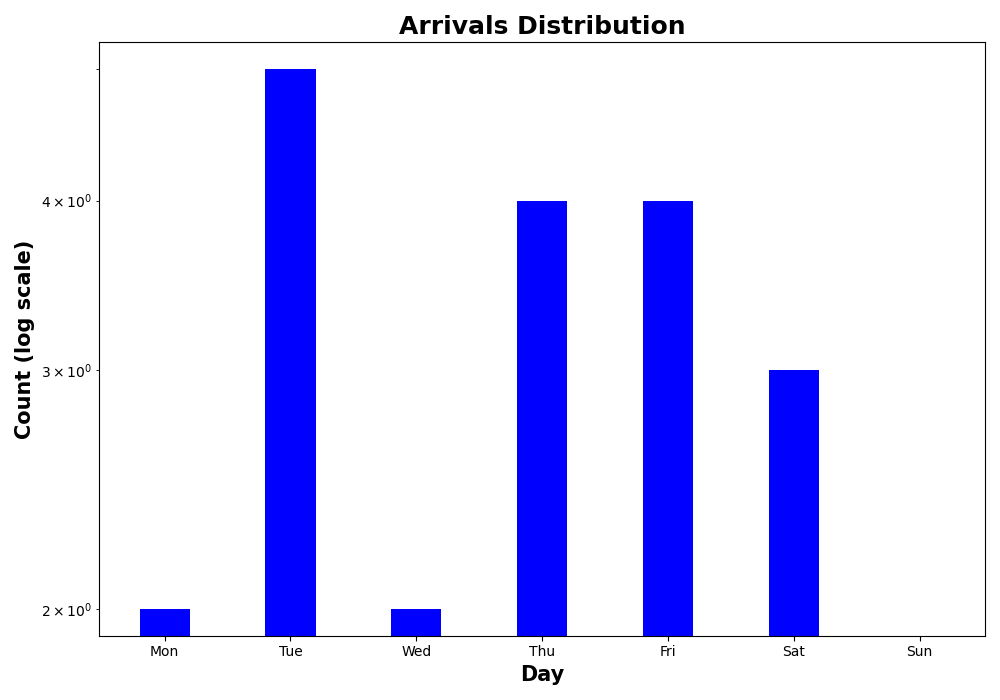 Arrivals Distribution
Count (log scale)
4 × 10⁰
3 × 10⁰
2 × 10⁰
Mon Tue Wed Thu Fri Sat Sun
Day